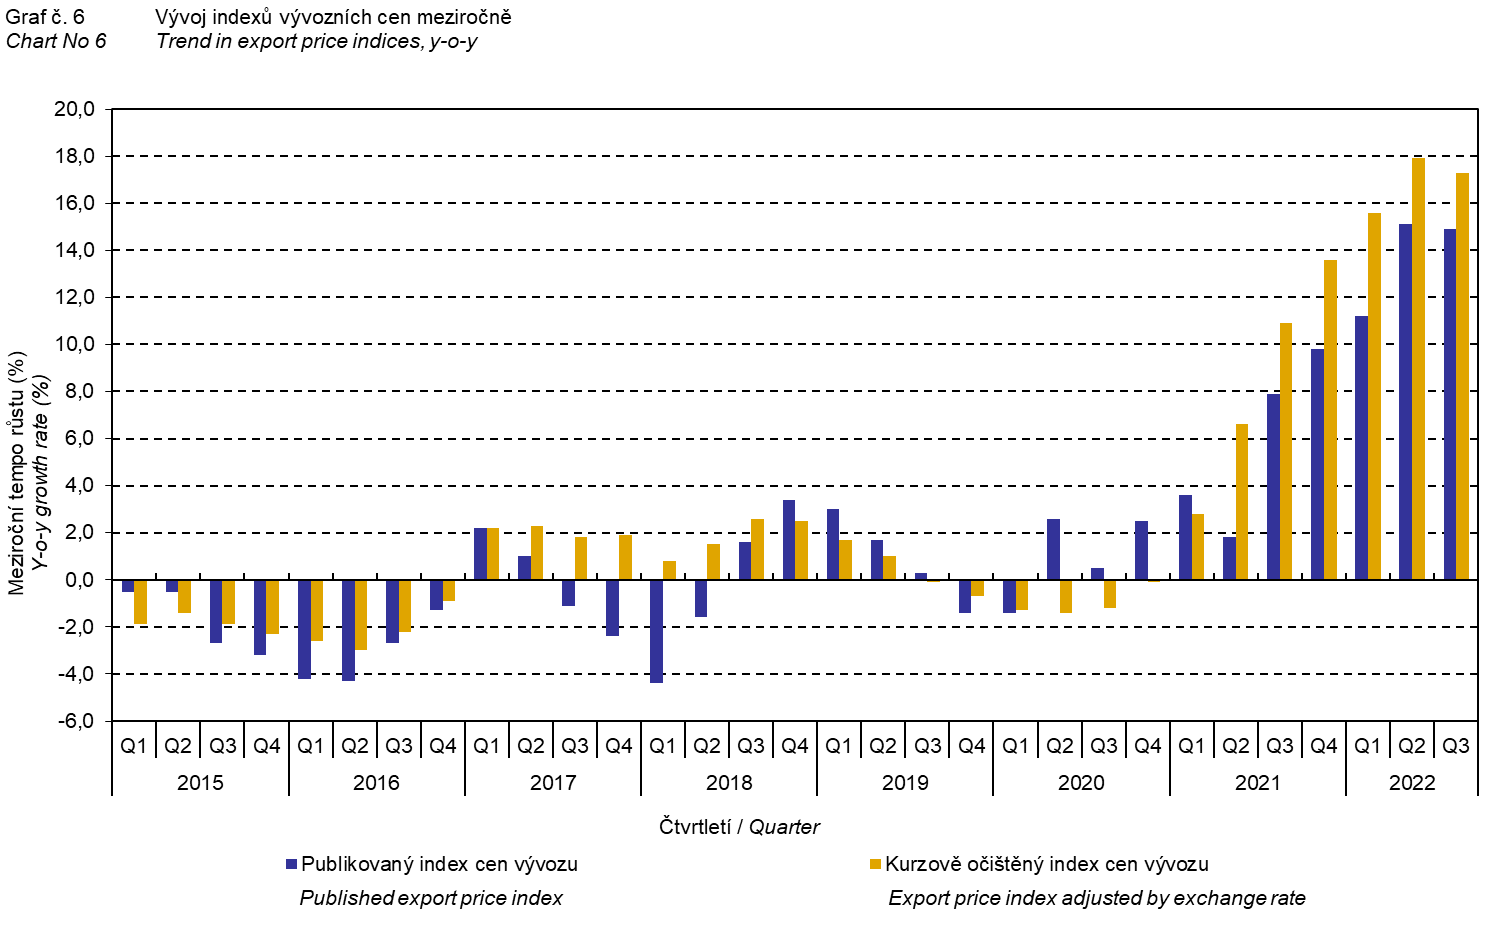 Graf č. 6 Vývoj indexů vývozních cen meziročně
Chart No 6 Trend in export price indices, y-o-y
Meziroční tempo růstu (%)
Y-o-y growth rate (%)
20,0
18,0
16,0
14,0
12,0
10,0
8,0
6,0
4,0
2,0
0,0
-2,0
-4,0
-6,0
Q1 Q2 Q3 Q4 Q1 Q2 Q3 Q4 Q1 Q2 Q3 Q4 Q1 Q2 Q3 Q4 Q1 Q2 Q3 Q4 Q1 Q2 Q3 Q4 Q1 Q2 Q3 Q4 Q1 Q2 Q3
2015 2016 2017 2018 2019 2020 2021 2022
Čtvrtletí / Quarter
Publikovaný index cen vývozu Kurzově očištěný index cen vývozu
Published export price index Export price index adjusted by exchange rate